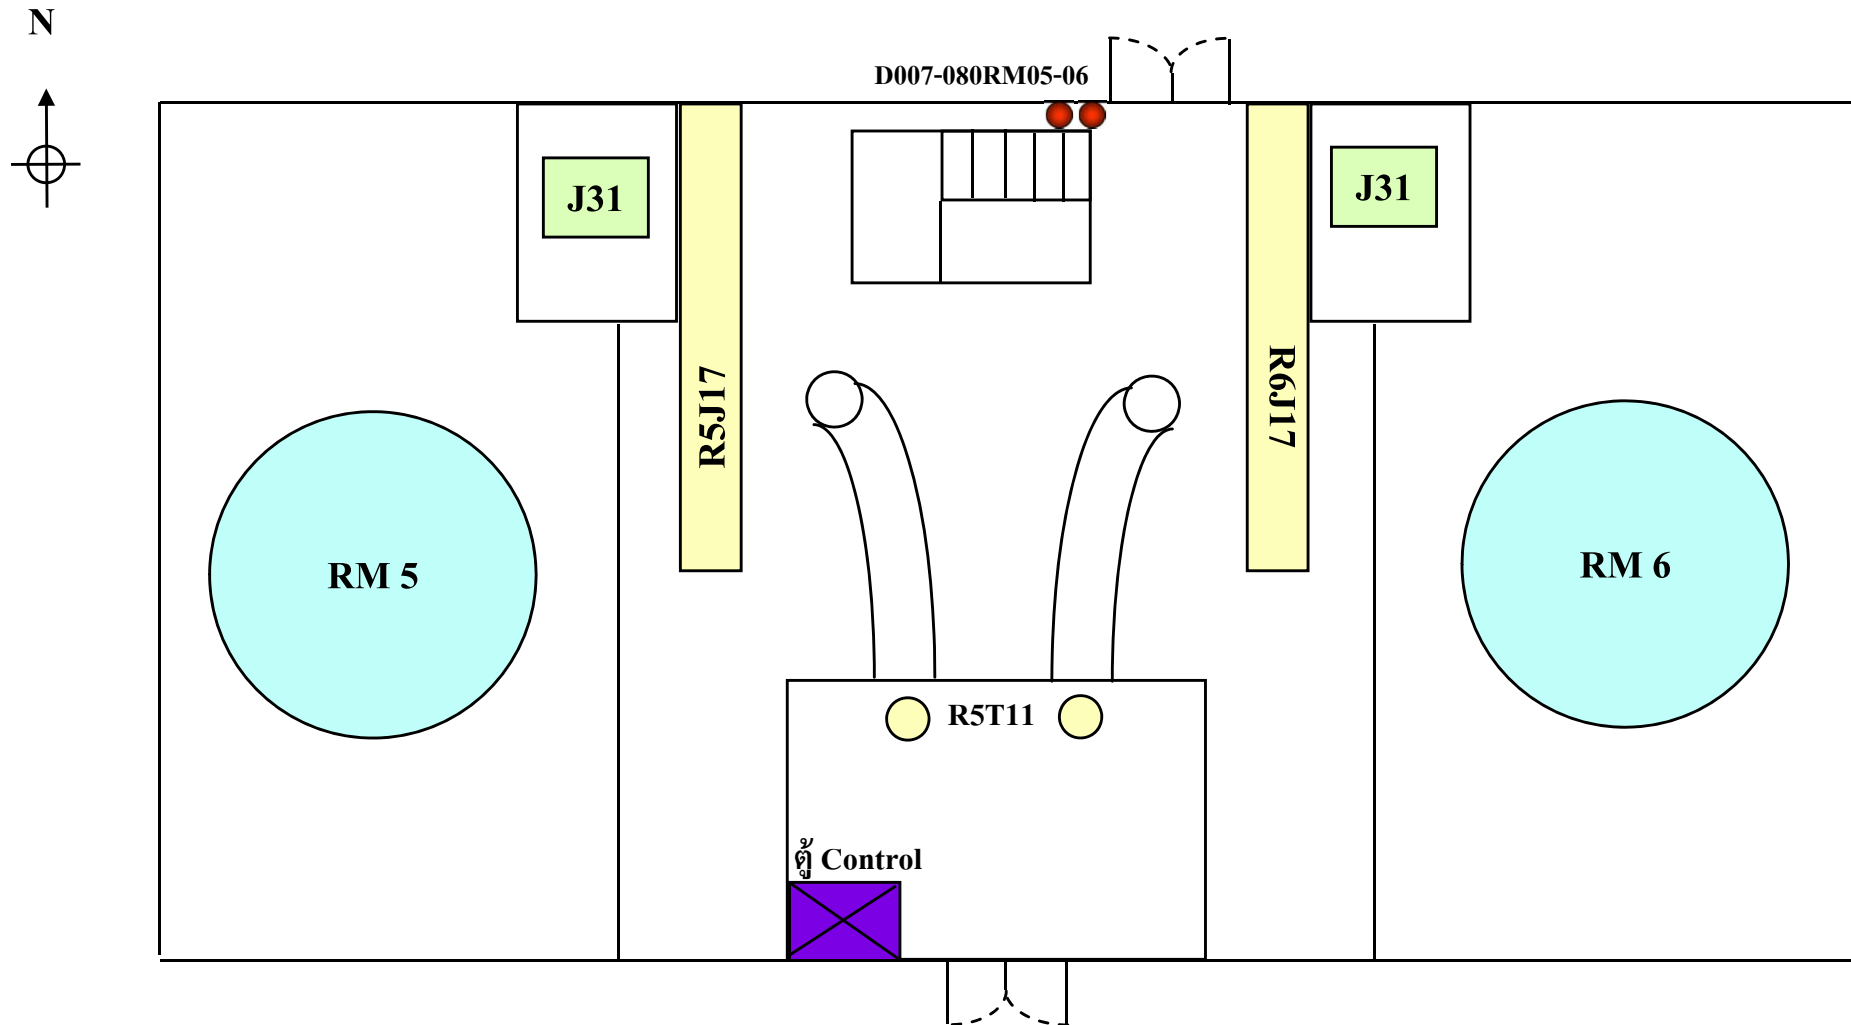 N
D007-080RM05-06
J31
J31
R5J17
R6J17
RM 5
RM 6
R5T11
ตู้ Control